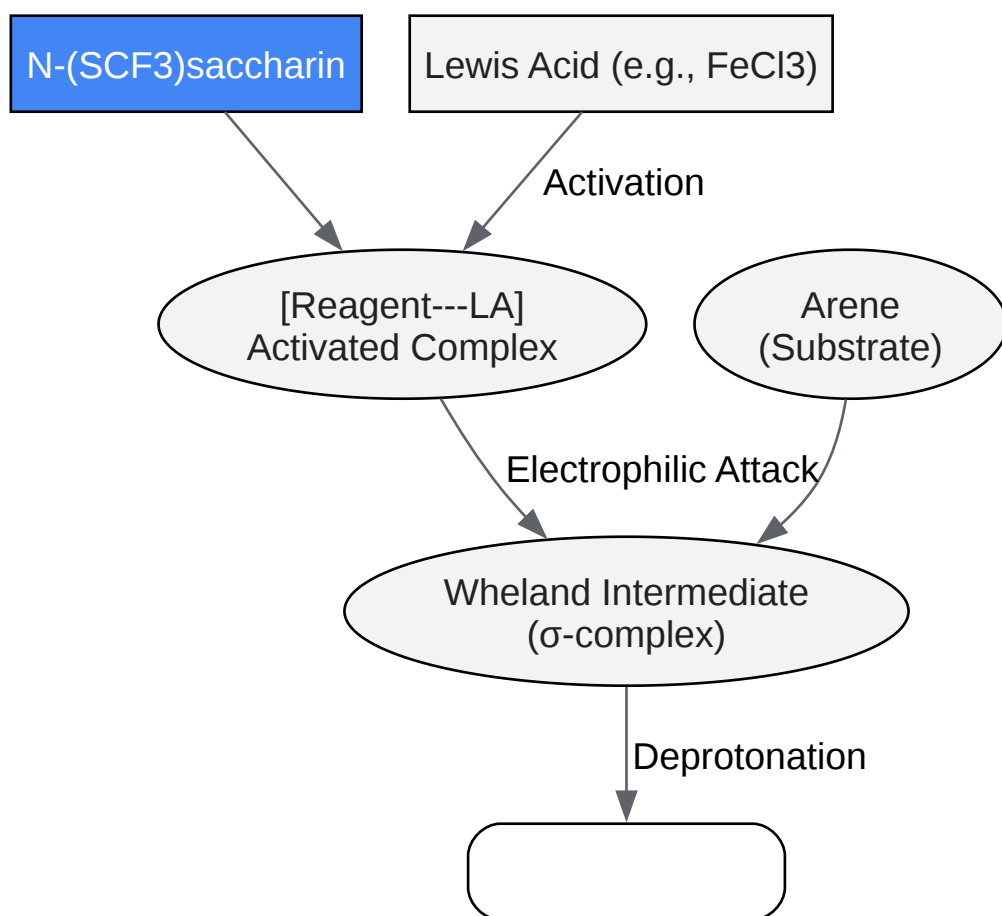 N-(SCF3)saccharin
Lewis Acid (e.g., FeCl3)
Activation
[Reagent---LA]
Activated Complex
Arene
(Substrate)
Electrophilic Attack
Wheland Intermediate
(σ-complex)
Deprotonation